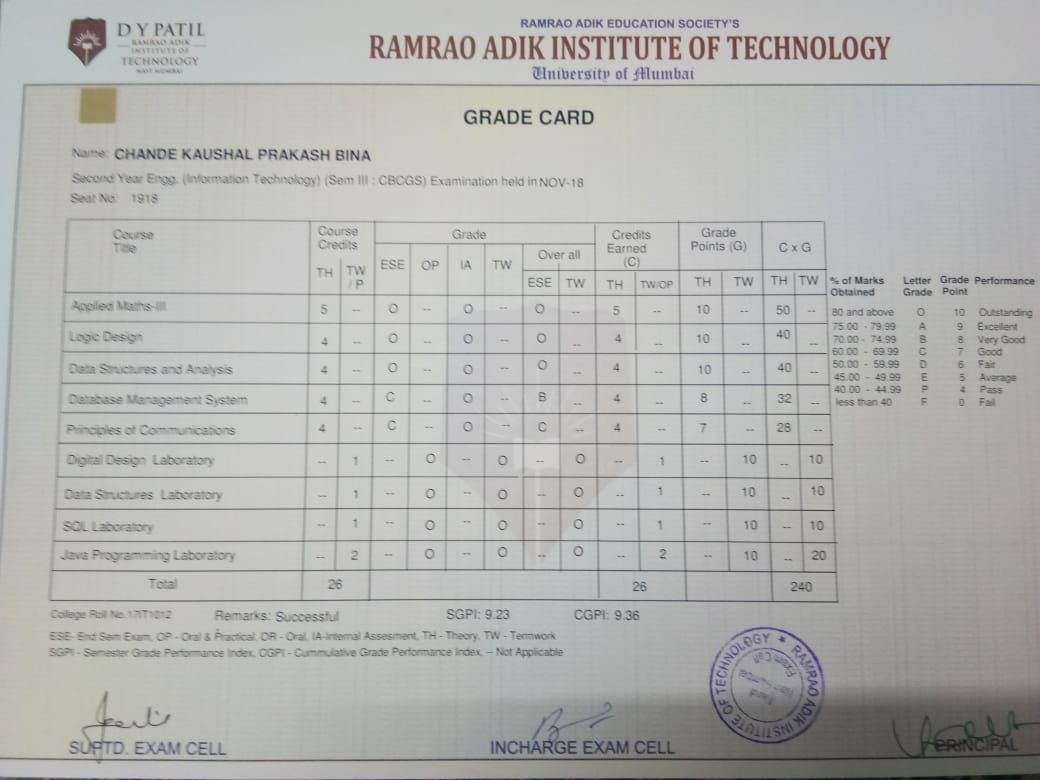 D Y PATIL
RAMRAO ADIK
INSTITUTE OF
TECHNOLOGY
NAVI MUMBAI
RAMRAO ADIK EDUCATION SOCIETY'S
RAMRAO ADIK INSTITUTE OF TECHNOLOGY
University of Mumbai
GRADE CARD
Name: CHANDE KAUSHAL PRAKASH BINA
Second Year Engg. (Information Technology) (Sem III : CBCGS) Examination held in NOV-18
Seat No: 1918
Course Title Course Credits Grade Credits Earned (C) Grade Points (G) C x G
ESE OP IA TW Over all
TH TW / P ESE TW TH TW/OP TH TW TH TW
Applied Maths-III 5 -- O -- O -- O -- 5 -- 10 -- 50 --
Logic Design 4 -- O -- O -- O -- 4 -- 10 -- 40 --
Data Structures and Analysis 4 -- O -- O -- O -- 4 -- 10 -- 40 --
Database Management System 4 -- C -- O -- B -- 4 -- 8 -- 32 --
Principles of Communications 4 -- C -- O -- C -- 4 -- 7 -- 28 --
Digital Design Laboratory -- 1 -- O -- O -- O -- 1 -- 10 -- 10
Data Structures Laboratory -- 1 -- O -- O -- O -- 1 -- 10 -- 10
SQL Laboratory -- 1 -- O -- O -- O -- 1 -- 10 -- 10
Java Programming Laboratory -- 2 -- O -- O -- O -- 2 -- 10 -- 20
Total 26 26 240
% of Marks Obtained Letter Grade Grade Point Performance
80 and above O 10 Outstanding
75.00 - 79.99 A 9 Excellent
70.00 - 74.99 B 8 Very Good
60.00 - 69.99 C 7 Good
50.00 - 59.99 D 6 Fair
45.00 - 49.99 E 5 Average
40.00 - 44.99 P 4 Pass
less than 40 F 0 Fail
College Roll No.17IT1012 Remarks: Successful SGPI: 9.23 CGPI: 9.36
ESE- End Sem Exam, OP - Oral & Practical, OR - Oral, IA-Internal Assesment, TH - Theory, TW - Termwork
SGPI - Semester Grade Performance Index, CGPI - Cummulative Grade Performance Index, -- Not Applicable
RAMRAO ADIK INSTITUTE OF TECHNOLOGY
Exam Cell
SUPTD. EXAM CELL
INCHARGE EXAM CELL
PRINCIPAL